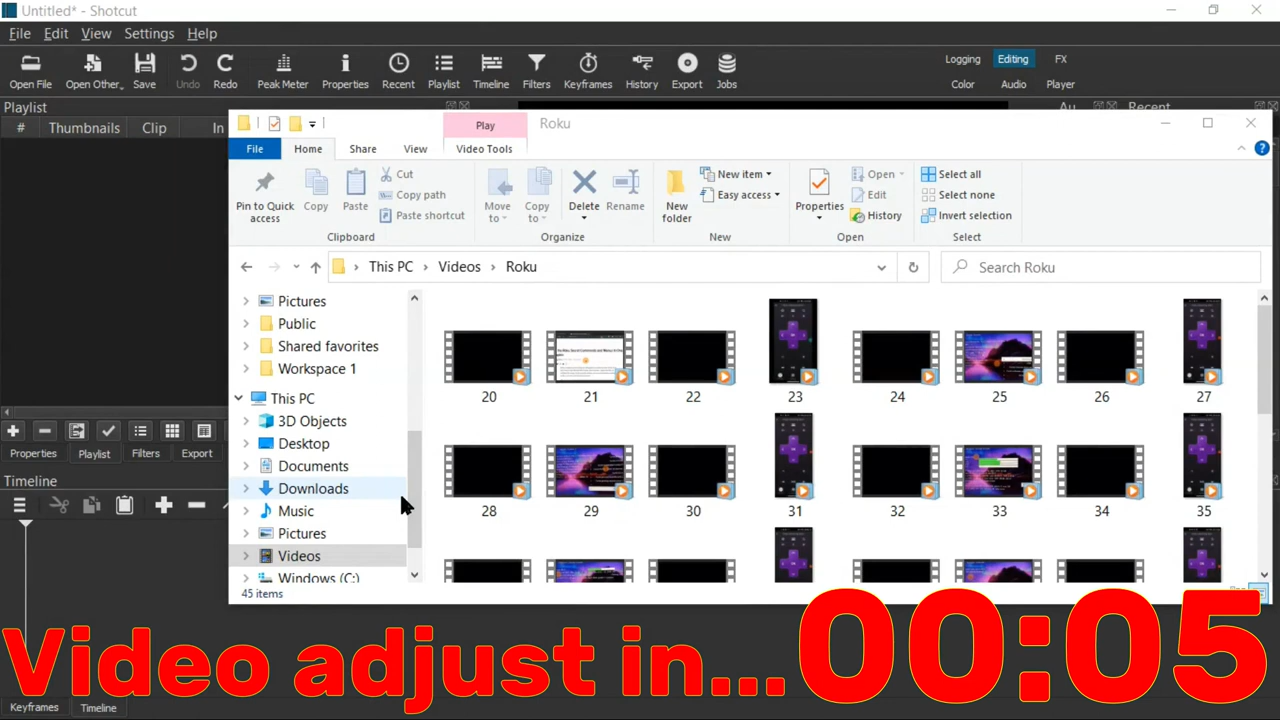 Untitled* - Shotcut
File Edit View Settings Help
Open File Open Other... Save Undo Redo Peak Meter Properties Recent Playlist Timeline Filters Keyframes History Export Jobs
Logging Editing FX
Color Audio Player
Playlist
Au
Recent
# Thumbnails Clip In
Play
Roku
File Home Share View Video Tools
Pin to Quick access
Copy
Paste
Cut
Copy path
Paste shortcut
Clipboard
Move to
Copy to
Delete
Rename
Organize
New folder
New item
Easy access
New
Properties
Open
Edit
History
Open
Select all
Select none
Invert selection
Select
This PC > Videos > Roku
Search Roku
Pictures
Public
Shared favorites
Workspace 1
This PC
3D Objects
Desktop
Documents
Downloads
Music
Pictures
Videos
Windows (C:)
20 21 22 23 24 25 26 27
28 29 30 31 32 33 34 35
45 items
Properties Playlist Filters Export
Timeline
Video adjust in... 00:05
Keyframes Timeline